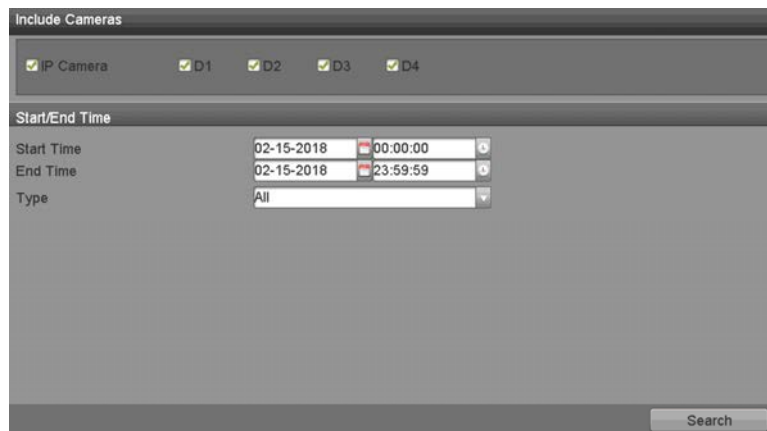 Include Cameras
IP Camera D1 D2 D3 D4
Start/End Time
Start Time 02-15-2018 00:00:00
End Time 02-15-2018 23:59:59
Type All
Search